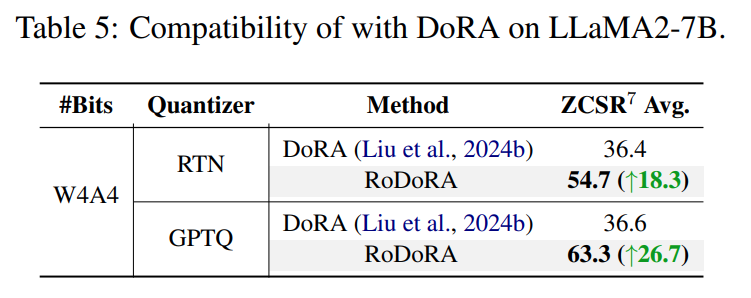 Table 5: Compatibility of with DoRA on LLaMA2-7B.
#Bits Quantizer Method ZCSR⁷ Avg.
W4A4 RTN DoRA (Liu et al., 2024b) 36.4
RoDoRA 54.7 (↑18.3)
GPTQ DoRA (Liu et al., 2024b) 36.6
RoDoRA 63.3 (↑26.7)